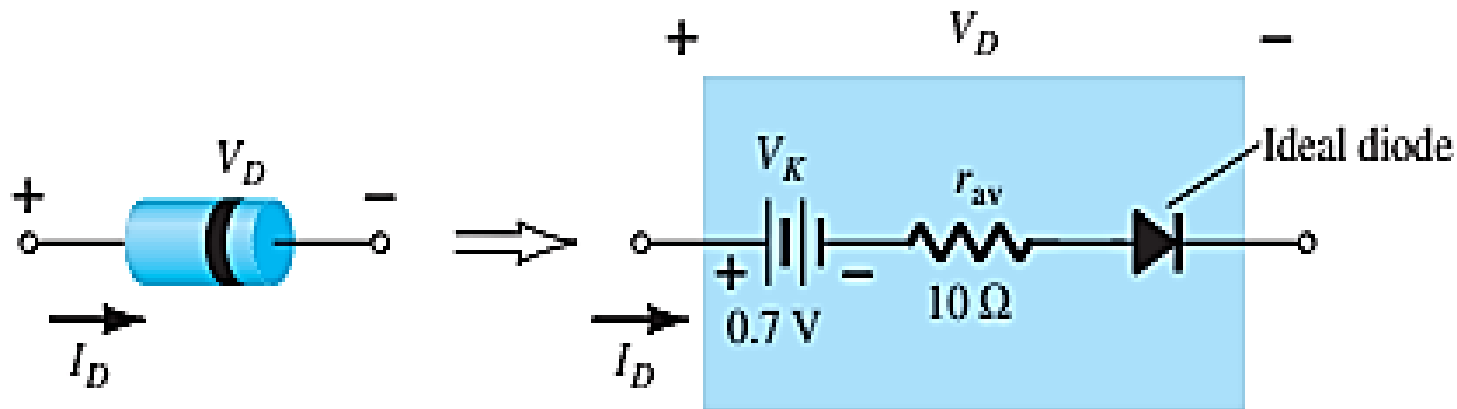 + V_D −
I_D
+ V_D −
V_K
+ −
0.7 V
r_av
10 Ω
Ideal diode
I_D